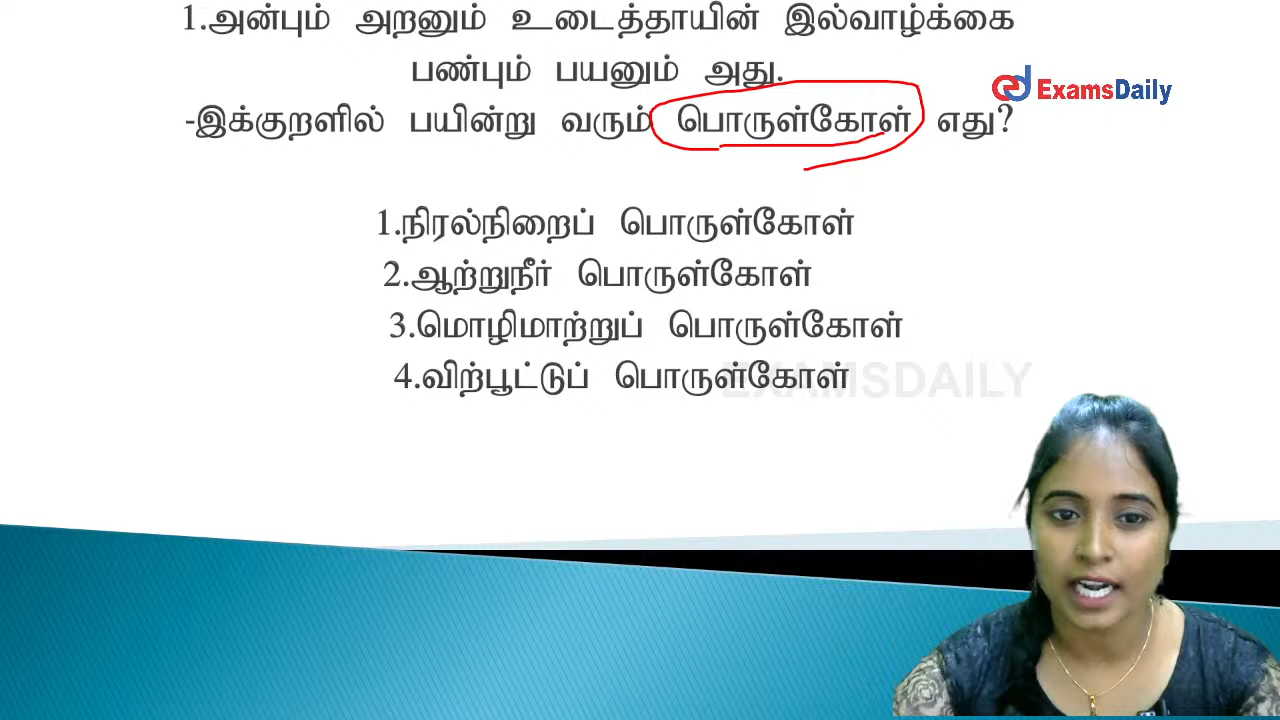 1.அன்பும் அறனும் உடைத்தாயின் இல்வாழ்க்கை
பண்பும் பயனும் அது.
ExamsDaily
-இக்குறளில் பயின்று வரும் பொருள்கோள் எது?
1.நிரல்நிறைப் பொருள்கோள்
2.ஆற்றுநீர் பொருள்கோள்
3.மொழிமாற்றுப் பொருள்கோள்
4.விற்பூட்டுப் பொருள்கோள்
EXAMSDAILY